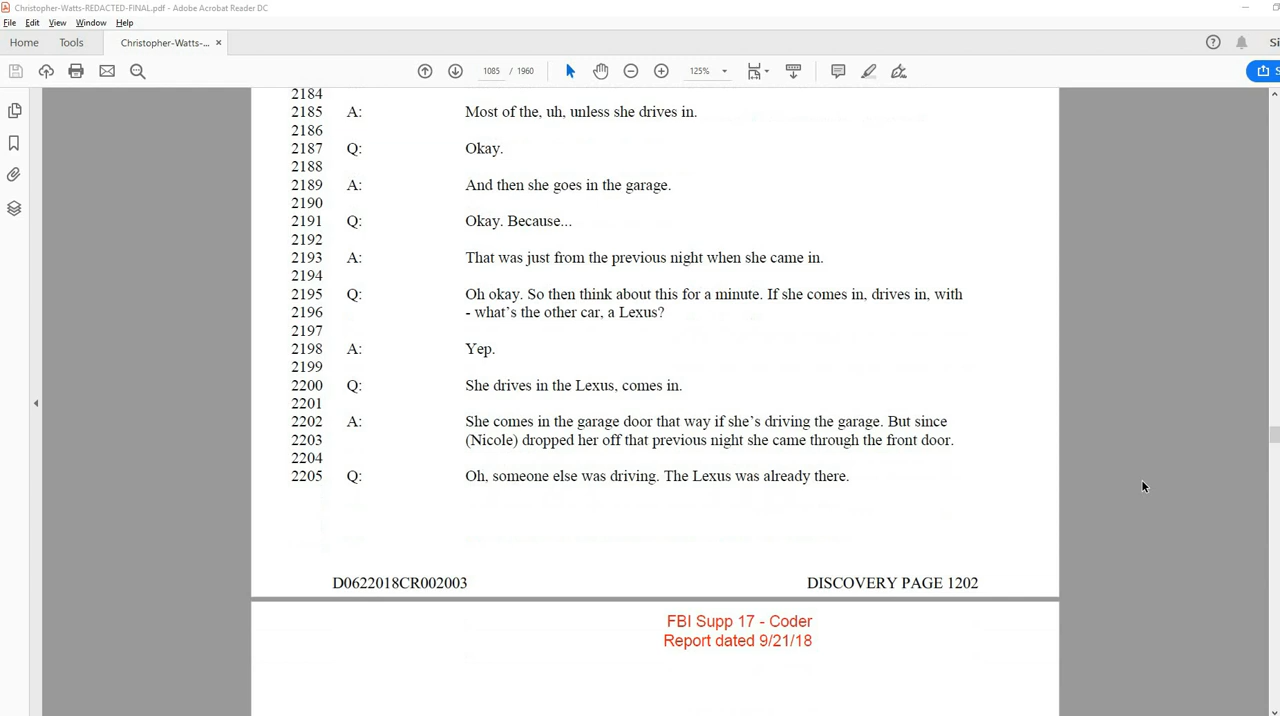 Christopher-Watts-REDACTED-FINAL.pdf - Adobe Acrobat Reader DC
File Edit View Window Help
Home Tools Christopher-Watts-... × ? Si
1085 / 1960 125% S
2184
2185 A: Most of the, uh, unless she drives in.
2186
2187 Q: Okay.
2188
2189 A: And then she goes in the garage.
2190
2191 Q: Okay. Because...
2192
2193 A: That was just from the previous night when she came in.
2194
2195 Q: Oh okay. So then think about this for a minute. If she comes in, drives in, with
2196 - what's the other car, a Lexus?
2197
2198 A: Yep.
2199
2200 Q: She drives in the Lexus, comes in.
2201
2202 A: She comes in the garage door that way if she's driving the garage. But since
2203 (Nicole) dropped her off that previous night she came through the front door.
2204
2205 Q: Oh, someone else was driving. The Lexus was already there.
D0622018CR002003 DISCOVERY PAGE 1202
FBI Supp 17 - Coder
Report dated 9/21/18